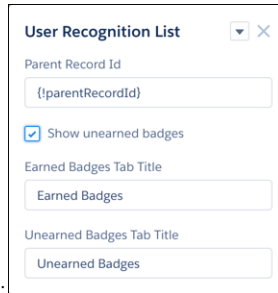 User Recognition List
Parent Record Id
{!parentRecordId}
Show unearned badges
Earned Badges Tab Title
Earned Badges
Unearned Badges Tab Title
Unearned Badges
.